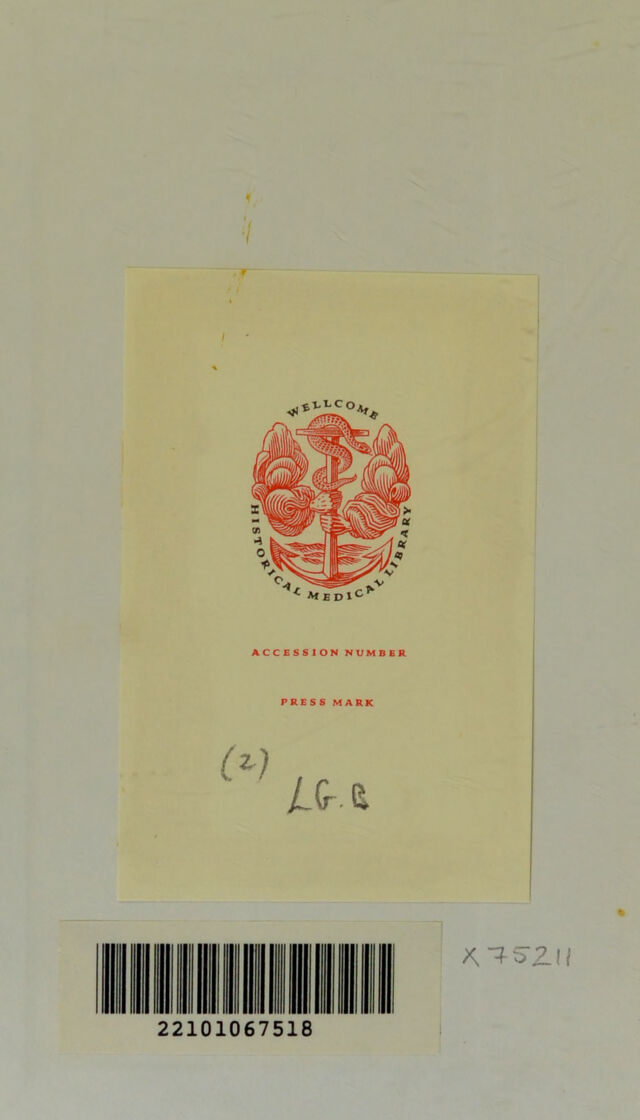 WELLCOME
HISTORICAL MEDICAL LIBRARY
ACCESSION NUMBER
PRESS MARK
(2)
LG.B
X75211
22101067518